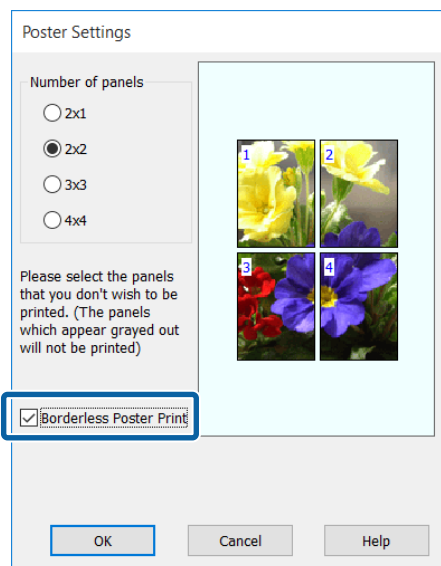 Poster Settings
Number of panels
2x1
2x2
3x3
4x4
1
2
3
4
Please select the panels
that you don't wish to be
printed. (The panels
which appear grayed out
will not be printed)
Borderless Poster Print
OK
Cancel
Help